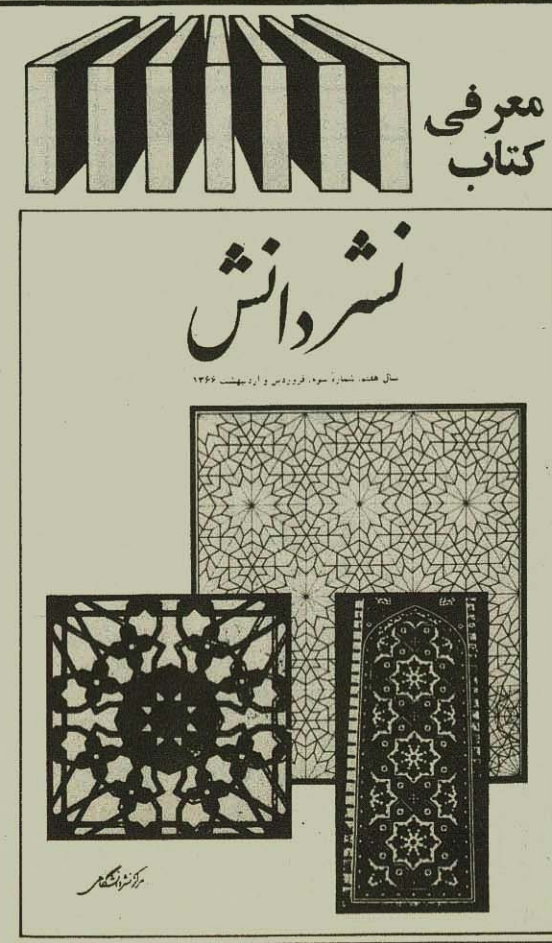 معرفی
کتاب
نشر دانش
سال هفتم، شمارهٔ سوم، فروردین و اردیبهشت ۱۳۶۶
مرکز نشر دانشگاهی